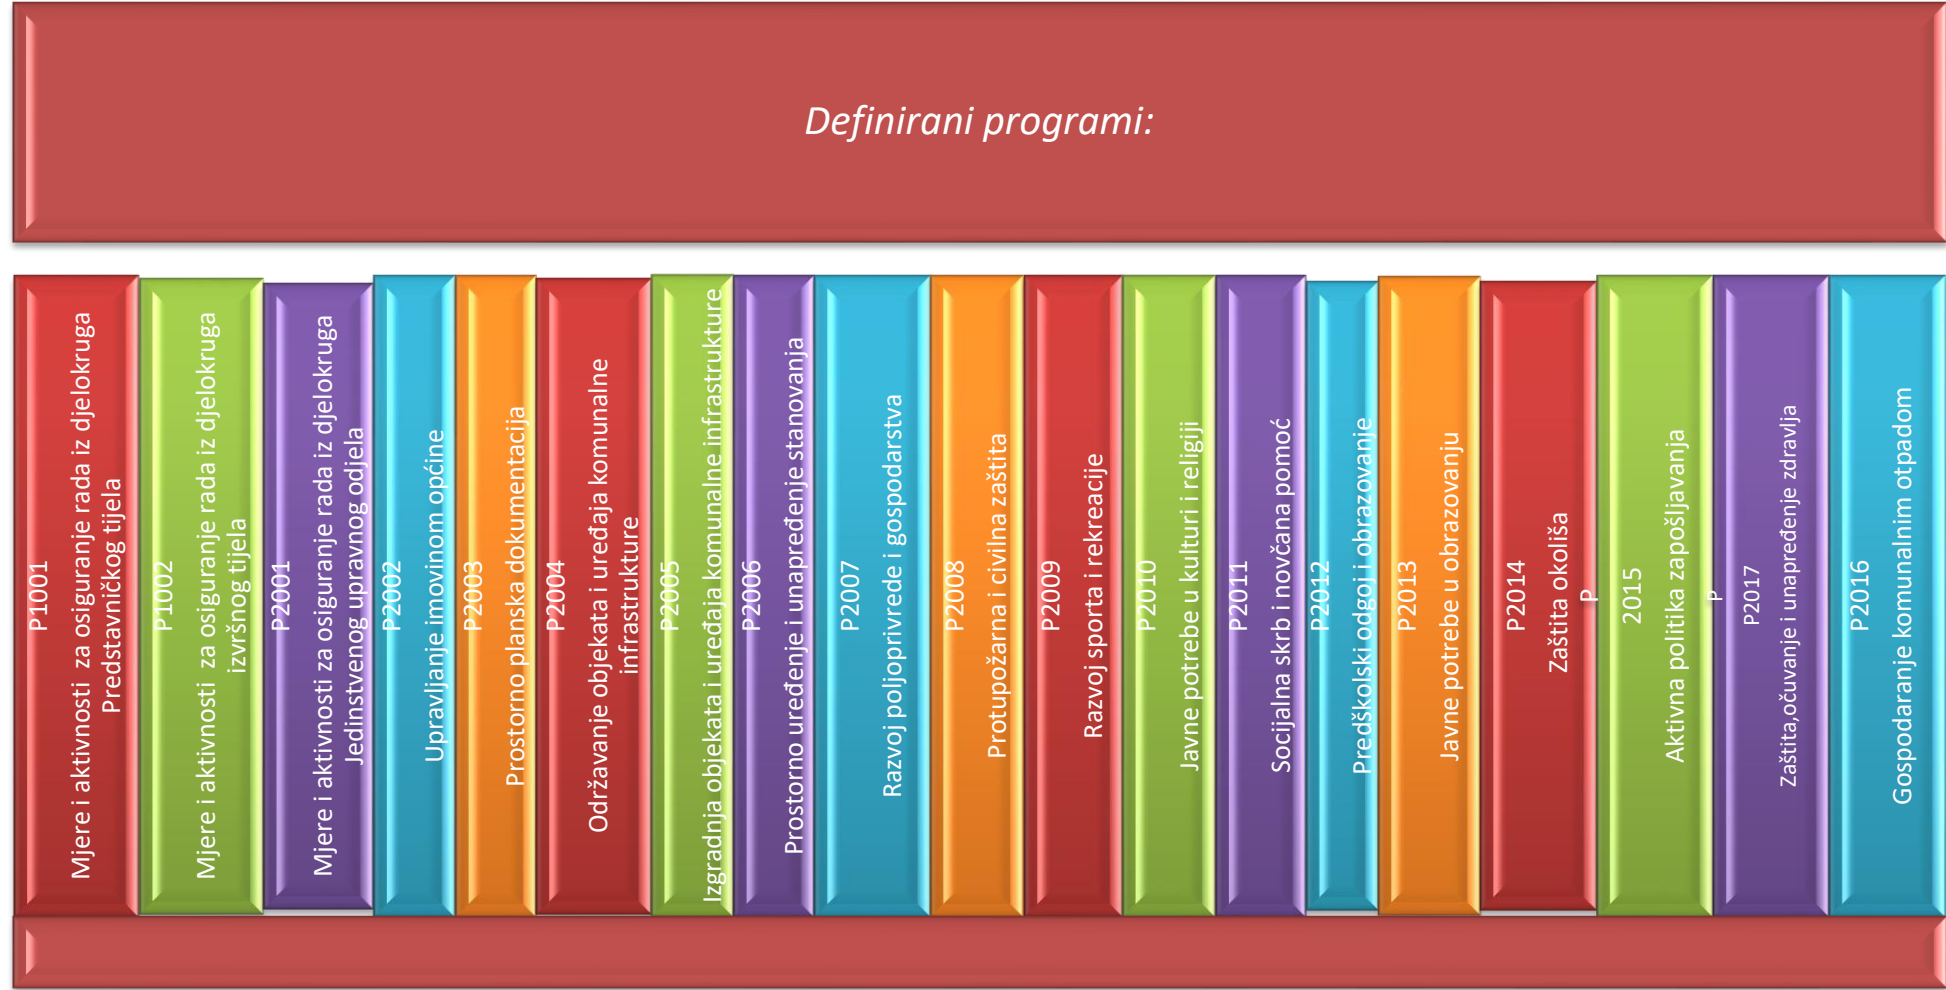 Definirani programi:
P1001
Mjere i aktivnosti za osiguranje rada iz djelokruga
Predstavničkog tijela
P1002
Mjere i aktivnosti za osiguranje rada iz djelokruga
izvršnog tijela
P2001
Mjere i aktivnosti za osiguranje rada iz djelokruga
Jedinstvenog upravnog odjela
P2002
Upravljanje imovinom općine
P2003
Prostorno planska dokumentacija
P2004
Održavanje objekata i uređaja komunalne
infrastrukture
P2005
Izgradnja objekata i uređaja komunalne infrastrukture
P2006
Prostorno uređenje i unapređenje stanovanja
P2007
Razvoj poljoprivrede i gospodarstva
P2008
Protupožarna i civilna zaštita
P2009
Razvoj sporta i rekreacije
P2010
Javne potrebe u kulturi i religiji
P2011
Socijalna skrb i novčana pomoć
P2012
Predškolski odgoj i obrazovanje
P2013
Javne potrebe u obrazovanju
P2014
Zaštita okoliša
P
2015
Aktivna politika zapošljavanja
P
P2017
Zaštita,očuvanje i unapređenje zdravlja
P2016
Gospodaranje komunalnim otpadom